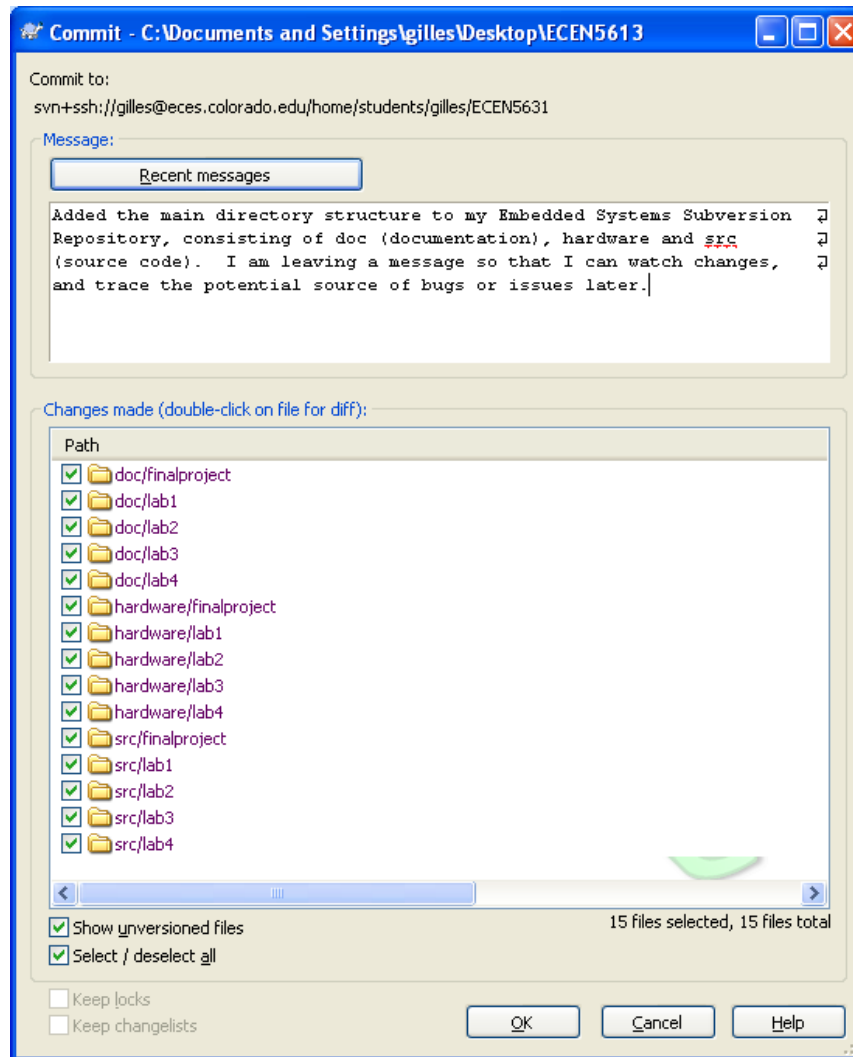 Commit - C:\Documents and Settings\gilles\Desktop\ECEN5613
Commit to:
svn+ssh://gilles@eces.colorado.edu/home/students/gilles/ECEN5631
Message:
Recent messages
Added the main directory structure to my Embedded Systems Subversion
Repository, consisting of doc (documentation), hardware and src
(source code).  I am leaving a message so that I can watch changes,
and trace the potential source of bugs or issues later.
Changes made (double-click on file for diff):
Path
doc/finalproject
doc/lab1
doc/lab2
doc/lab3
doc/lab4
hardware/finalproject
hardware/lab1
hardware/lab2
hardware/lab3
hardware/lab4
src/finalproject
src/lab1
src/lab2
src/lab3
src/lab4
Show unversioned files
15 files selected, 15 files total
Select / deselect all
Keep locks
Keep changelists
OK Cancel Help